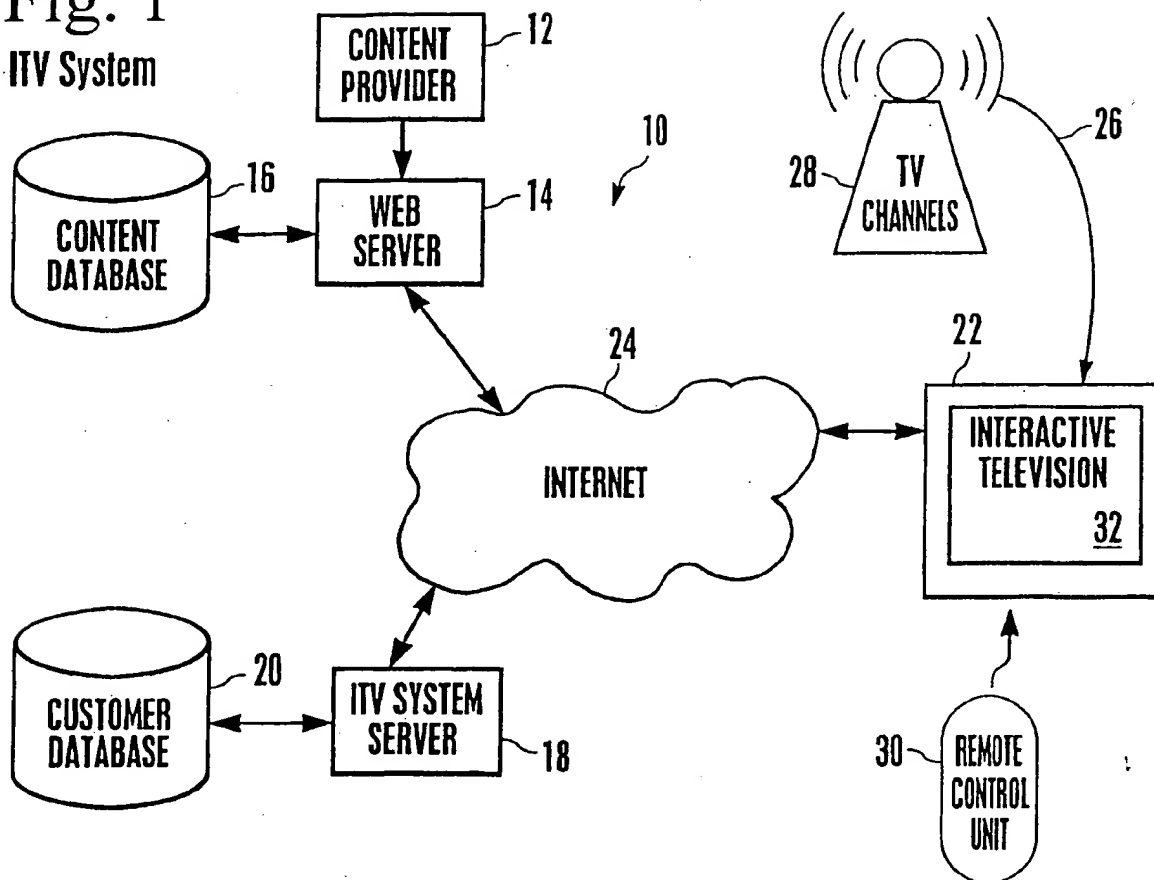 Fig. 1
ITV System
CONTENT
PROVIDER
12
10
16
CONTENT
DATABASE
WEB
SERVER
14
28
TV
CHANNELS
26
24
INTERNET
22
INTERACTIVE
TELEVISION
32
20
CUSTOMER
DATABASE
ITV SYSTEM
SERVER
18
30
REMOTE
CONTROL
UNIT